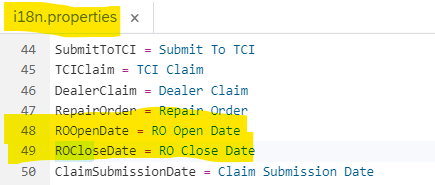 i18n.properties ×
44 SubmitToTCI = Submit To TCI
45 TCIClaim = TCI Claim
46 DealerClaim = Dealer Claim
47 RepairOrder = Repair Order
48 ROOpenDate = RO Open Date
49 ROCloseDate = RO Close Date
50 ClaimSubmissionDate = Claim Submission Date